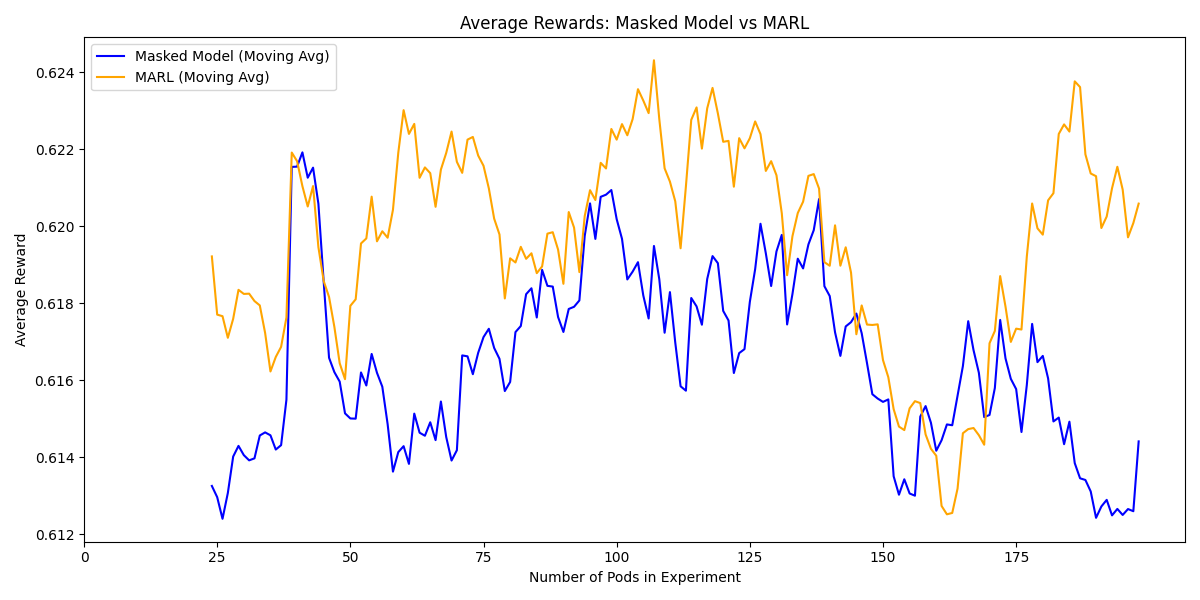 Average Rewards: Masked Model vs MARL
Masked Model (Moving Avg)
MARL (Moving Avg)
Average Reward
0.624
0.622
0.620
0.618
0.616
0.614
0.612
0 25 50 75 100 125 150 175
Number of Pods in Experiment